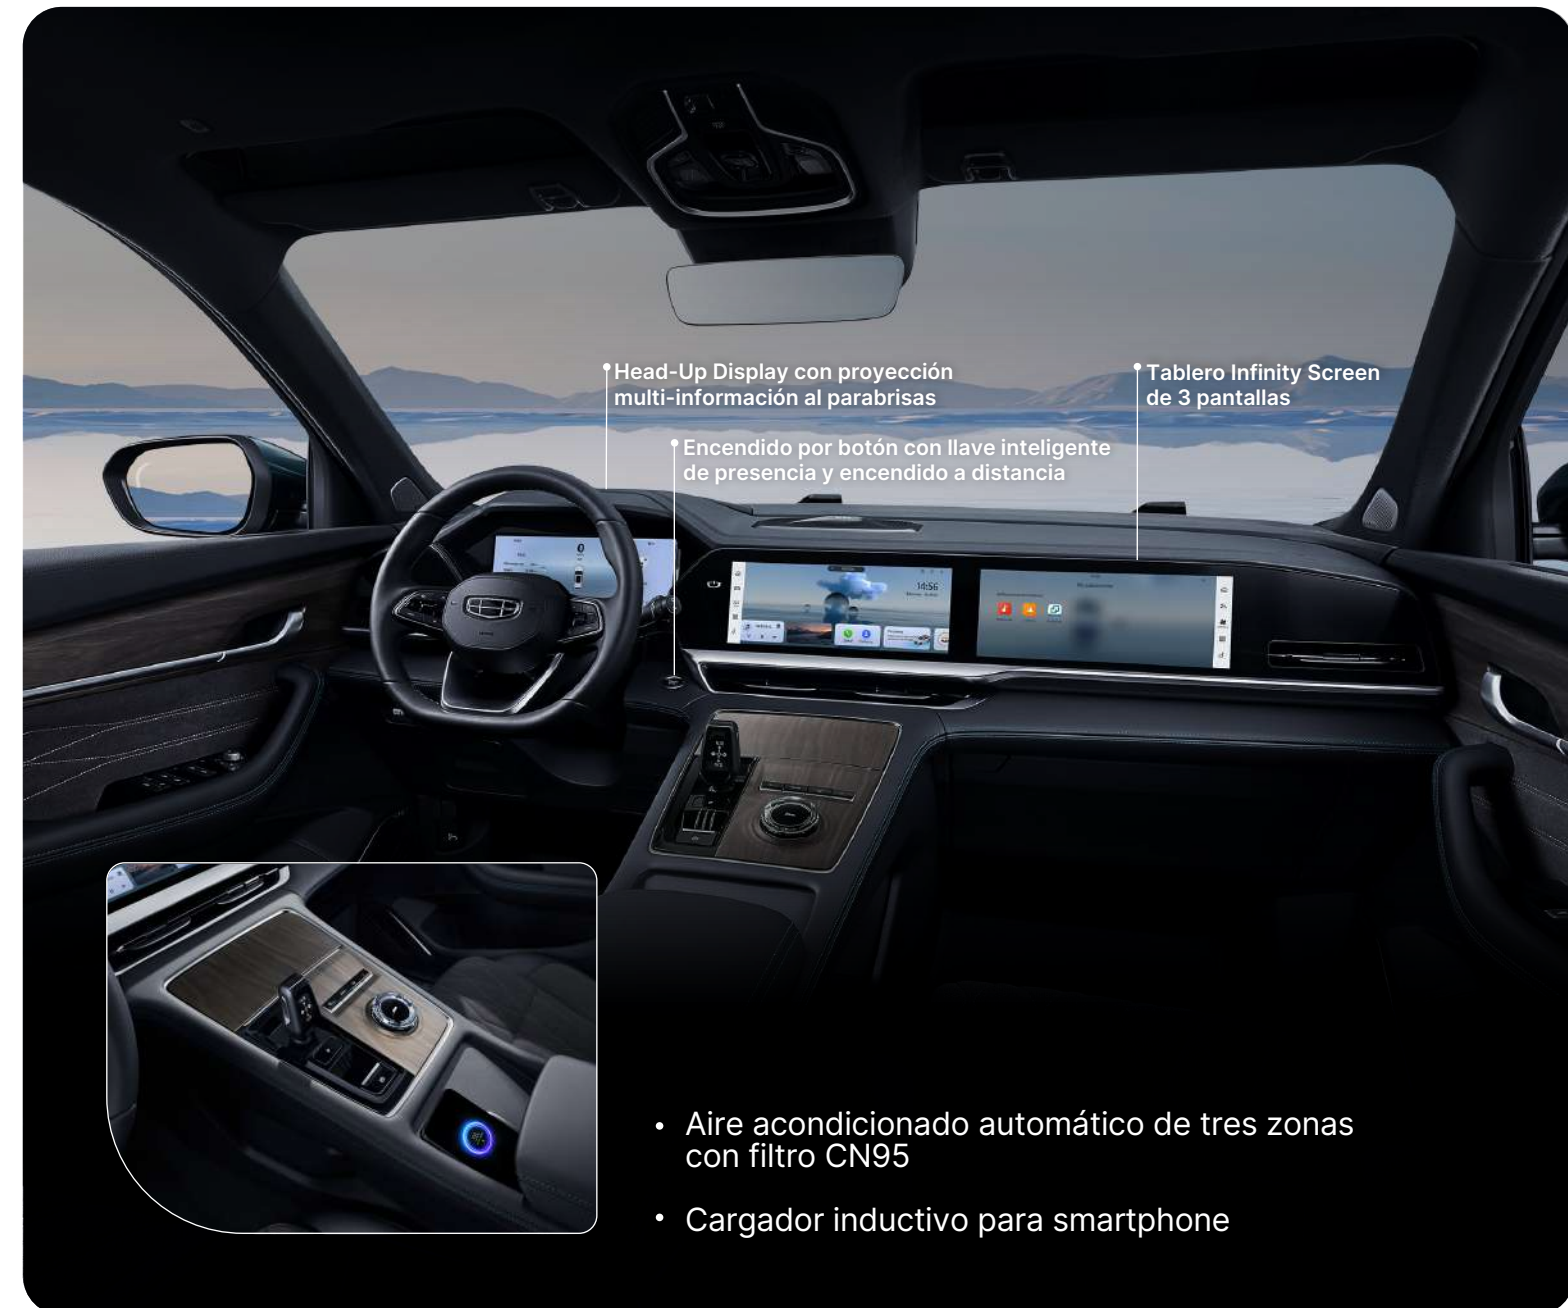 Head-Up Display con proyección
multi-información al parabrisas
Tablero Infinity Screen
de 3 pantallas
Encendido por botón con llave inteligente
de presencia y encendido a distancia
14:56
• Aire acondicionado automático de tres zonas
con filtro CN95
• Cargador inductivo para smartphone